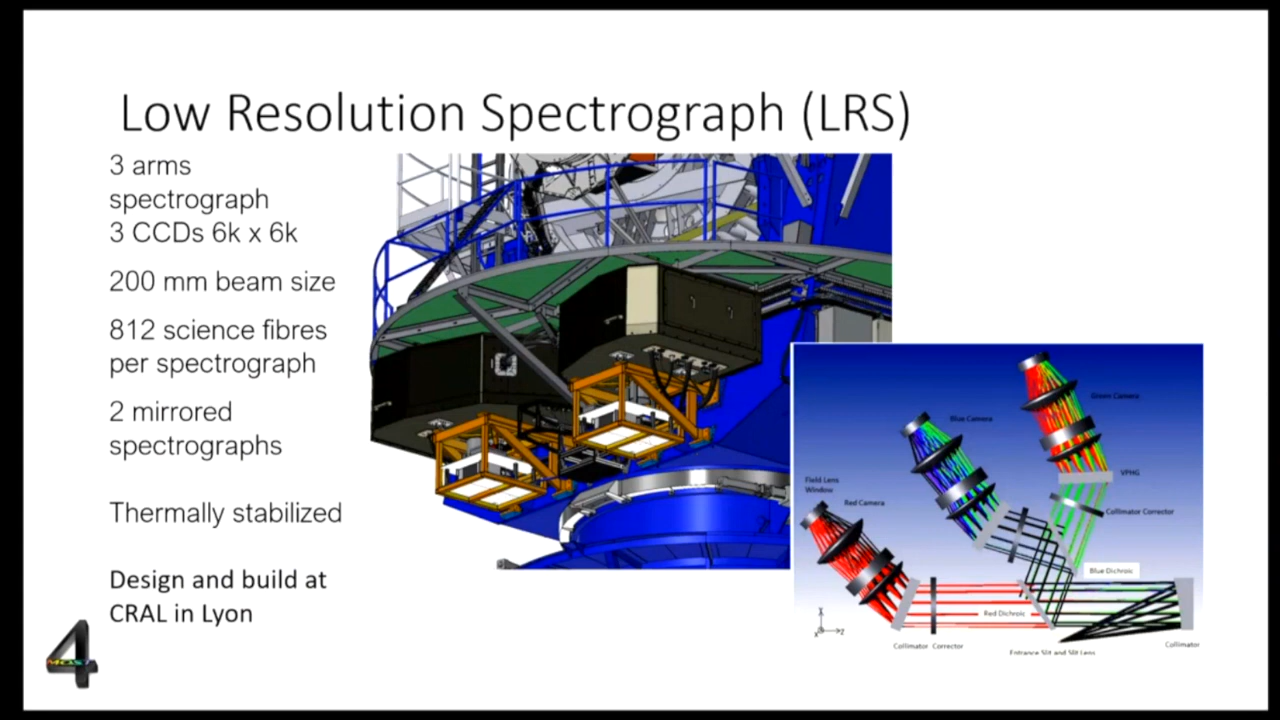 Low Resolution Spectrograph (LRS)
3 arms
spectrograph
3 CCDs 6k x 6k
200 mm beam size
812 science fibres
per spectrograph
2 mirrored
spectrographs
Thermally stabilized
Design and build at
CRAL in Lyon
Green Camera
Blue Camera
VPHG
Field Lens
Window
Red Camera
Collimator Corrector
Blue Dichroic
Red Dichroic
Y
X Z
Collimator Corrector
Entrance Slit and Slit Lens
Collimator
4
MOST